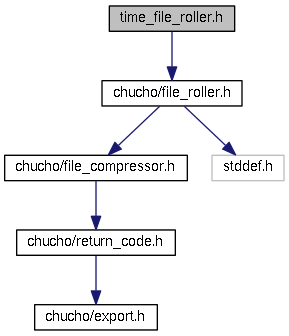 time_file_roller.h
chucho/file_roller.h
chucho/file_compressor.h
stddef.h
chucho/return_code.h
chucho/export.h